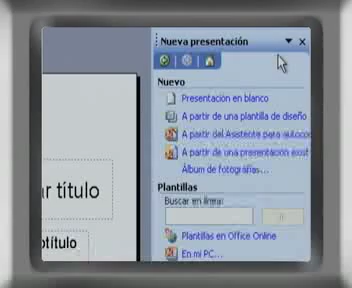 Nueva presentación
Nuevo
Presentación en blanco
A partir de una plantilla de diseño
A partir del Asistente para autoco
A partir de una presentación exist
Álbum de fotografías...
Plantillas
Buscar en línea:
Plantillas en Office Online
En mi PC...
ar título
otítulo